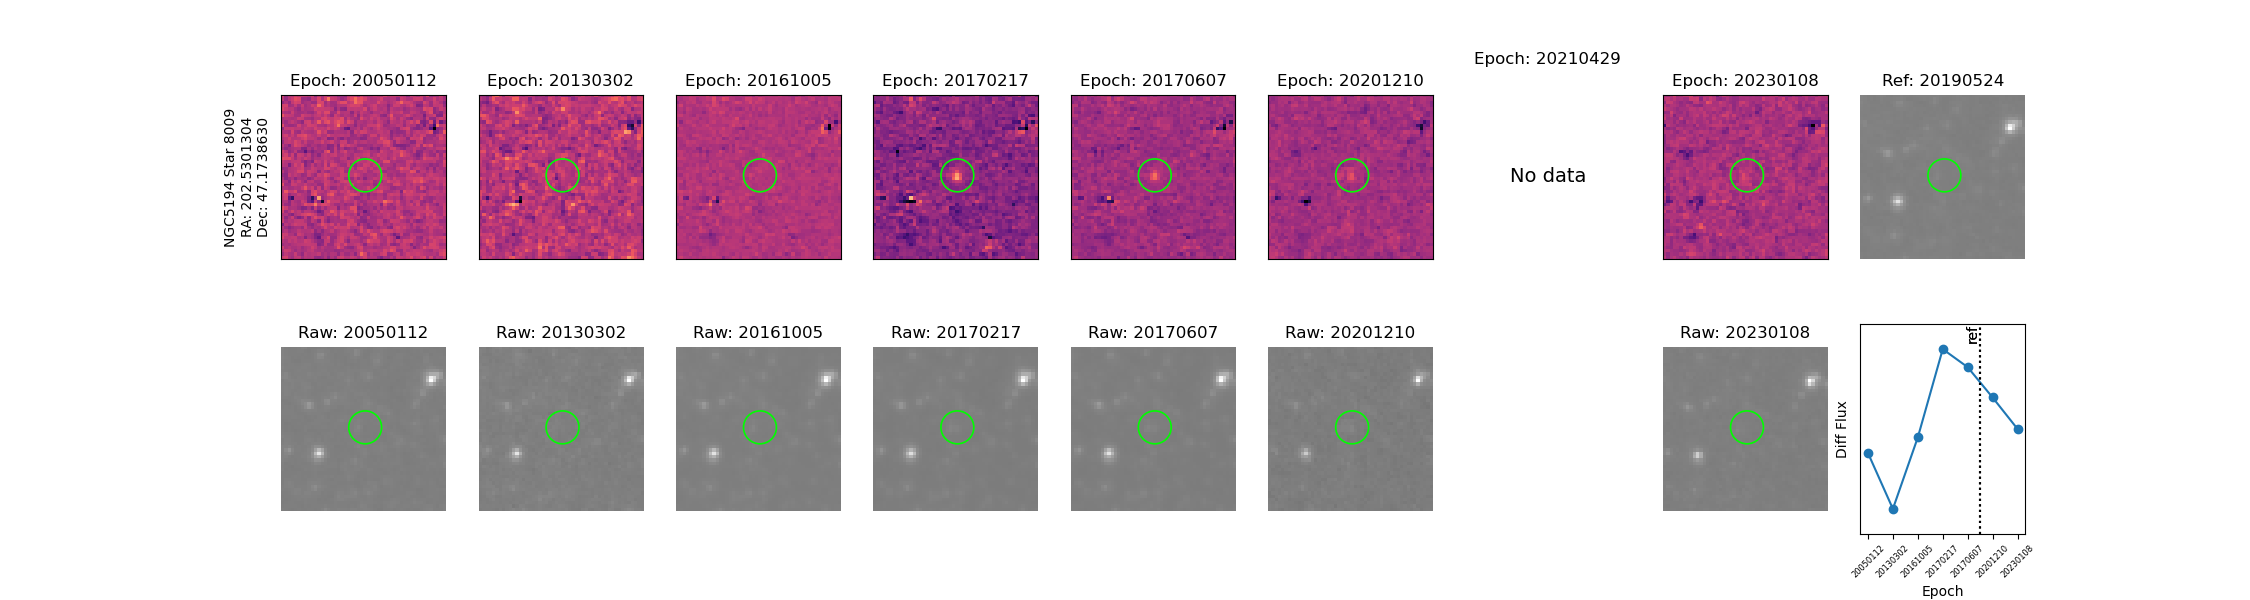 Epoch: 20210429
Epoch: 20050112
Epoch: 20130302
Epoch: 20161005
Epoch: 20170217
Epoch: 20170607
Epoch: 20201210
Epoch: 20230108
Ref: 20190524
NGC5194 Star 8009
RA: 202.5301304
Dec: 47.1738630
No data
Raw: 20050112
Raw: 20130302
Raw: 20161005
Raw: 20170217
Raw: 20170607
Raw: 20201210
Raw: 20230108
ref
Diff Flux
20050112
20130302
20161005
20170217
20170607
20201210
20230108
Epoch